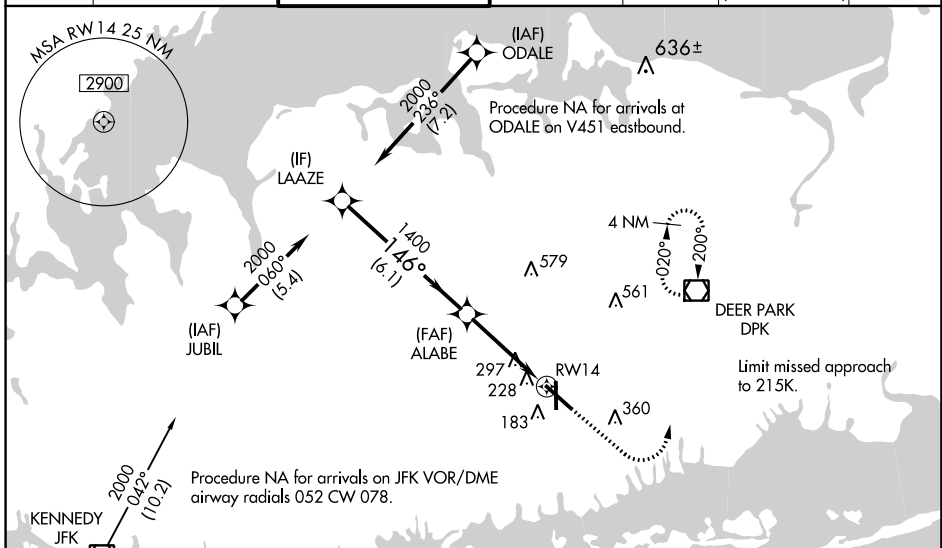 MSA RW14 25 NM
2900
(IAF)
ODALE
636±
2000
236°
(7.2)
Procedure NA for arrivals at
ODALE on V451 eastbound.
(IF)
LAAZE
4 NM
020°
200°
1400
146°
(6.1)
2000
060°
(5.4)
579
561
DEER PARK
DPK
(IAF)
JUBIL
(FAF)
ALABE
297
228
RW14
Limit missed approach
to 215K.
183
360
2000
042°
(10.2)
Procedure NA for arrivals on JFK VOR/DME
airway radials 052 CW 078.
KENNEDY
JFK